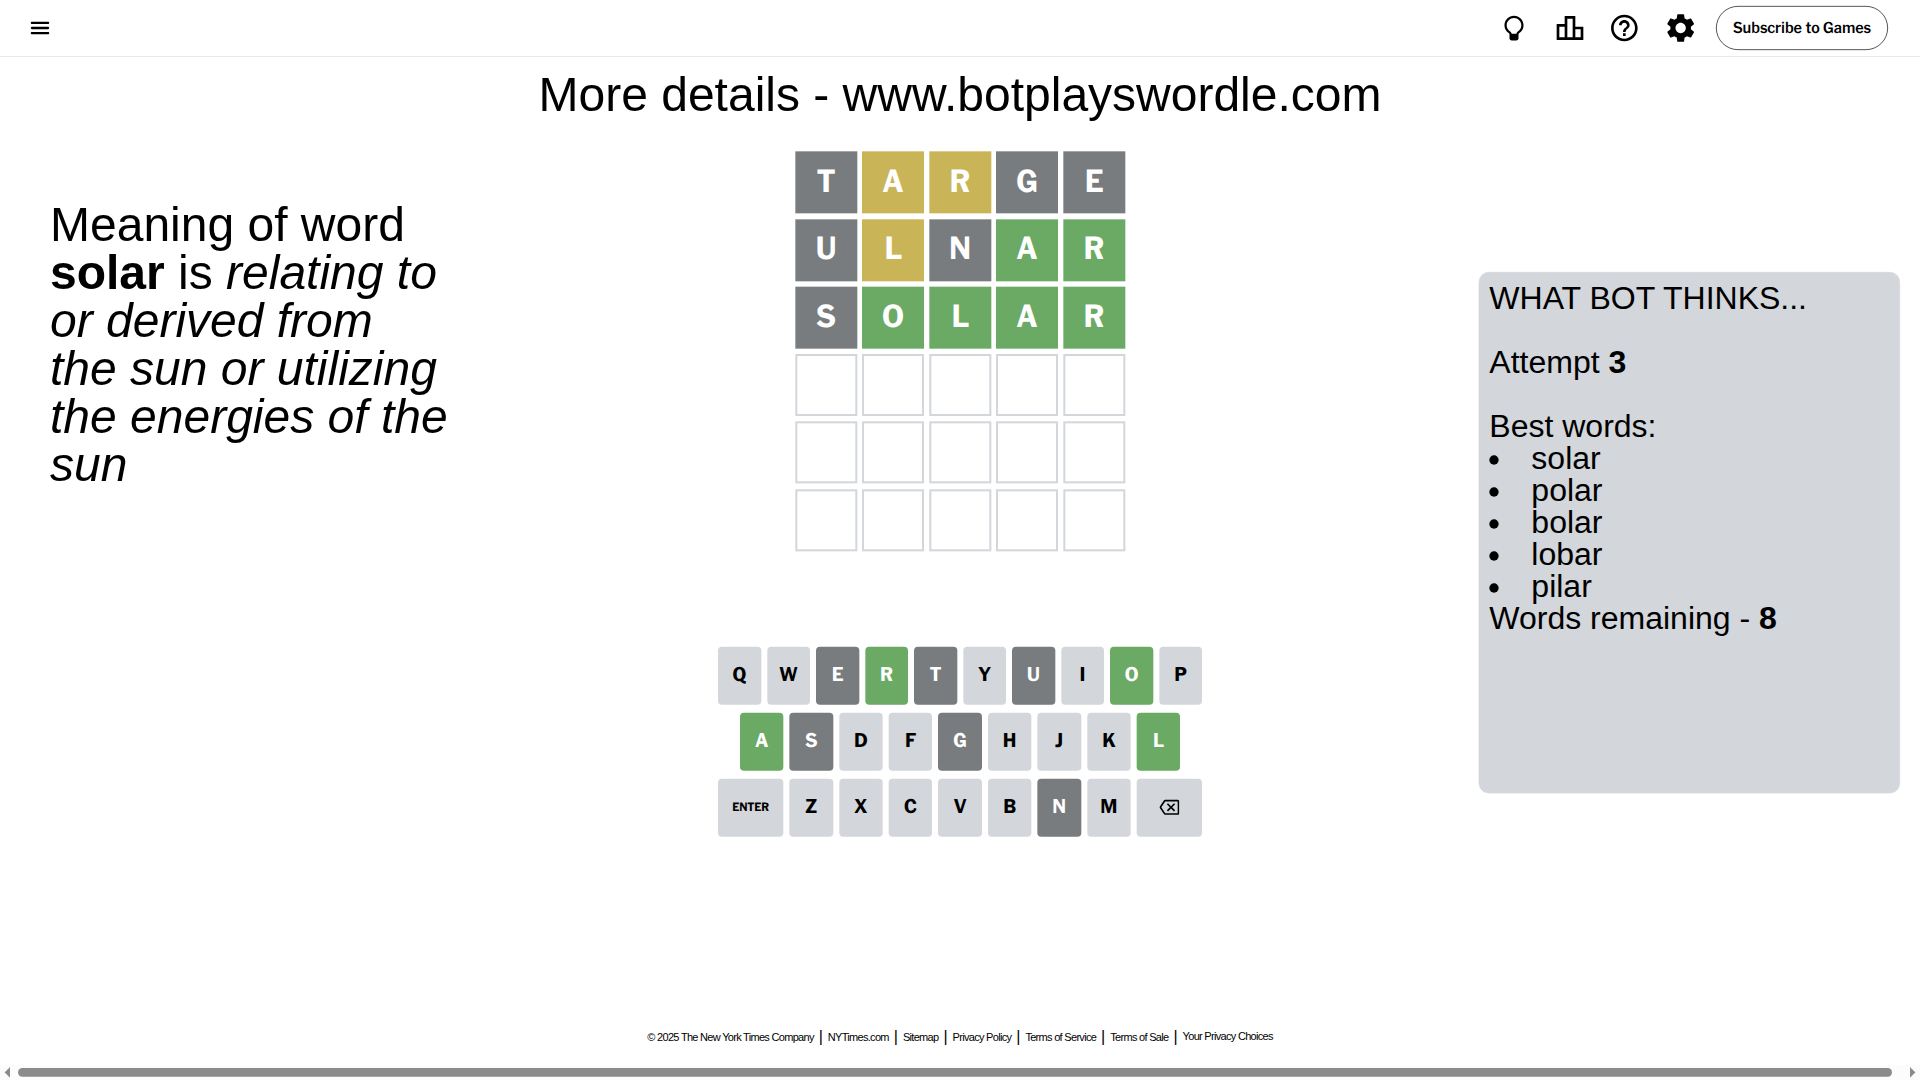 Subscribe to Games
More details - www.botplayswordle.com
Meaning of word
solar is relating to
or derived from
the sun or utilizing
the energies of the
sun
T A R G E
U L N A R
S O L A R
WHAT BOT THINKS...
Attempt 3
Best words:
• solar
• polar
• bolar
• lobar
• pilar
Words remaining - 8
Q W E R T Y U I O P
A S D F G H J K L
ENTER Z X C V B N M
© 2025 The New York Times Company | NYTimes.com | Sitemap | Privacy Policy | Terms of Service | Terms of Sale | Your Privacy Choices